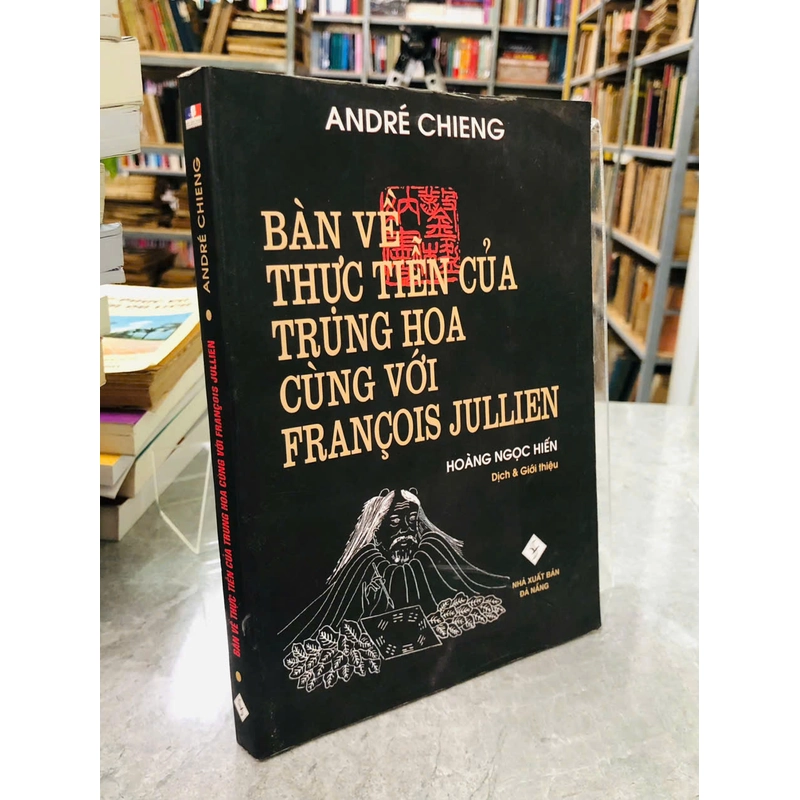 ANDRÉ CHIENG
BÀN VỀ
THỰC TIỄN CỦA
TRUNG HOA
CÙNG VỚI
FRANÇOIS JULLIEN
HOÀNG NGỌC HIẾN
Dịch & Giới thiệu
NHÀ XUẤT BẢN
ĐÀ NẴNG
ANDRÉ CHIENG
BÀN VỀ THỰC TIỄN CỦA TRUNG HOA CÙNG VỚI FRANÇOIS JULLIEN